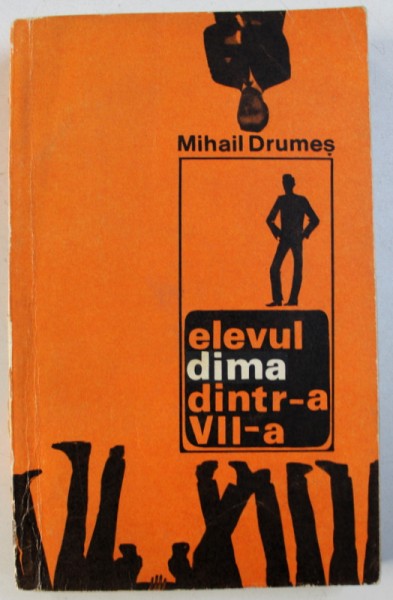 Mihail Drumeș
elevul
dima
dintr-a
VII-a